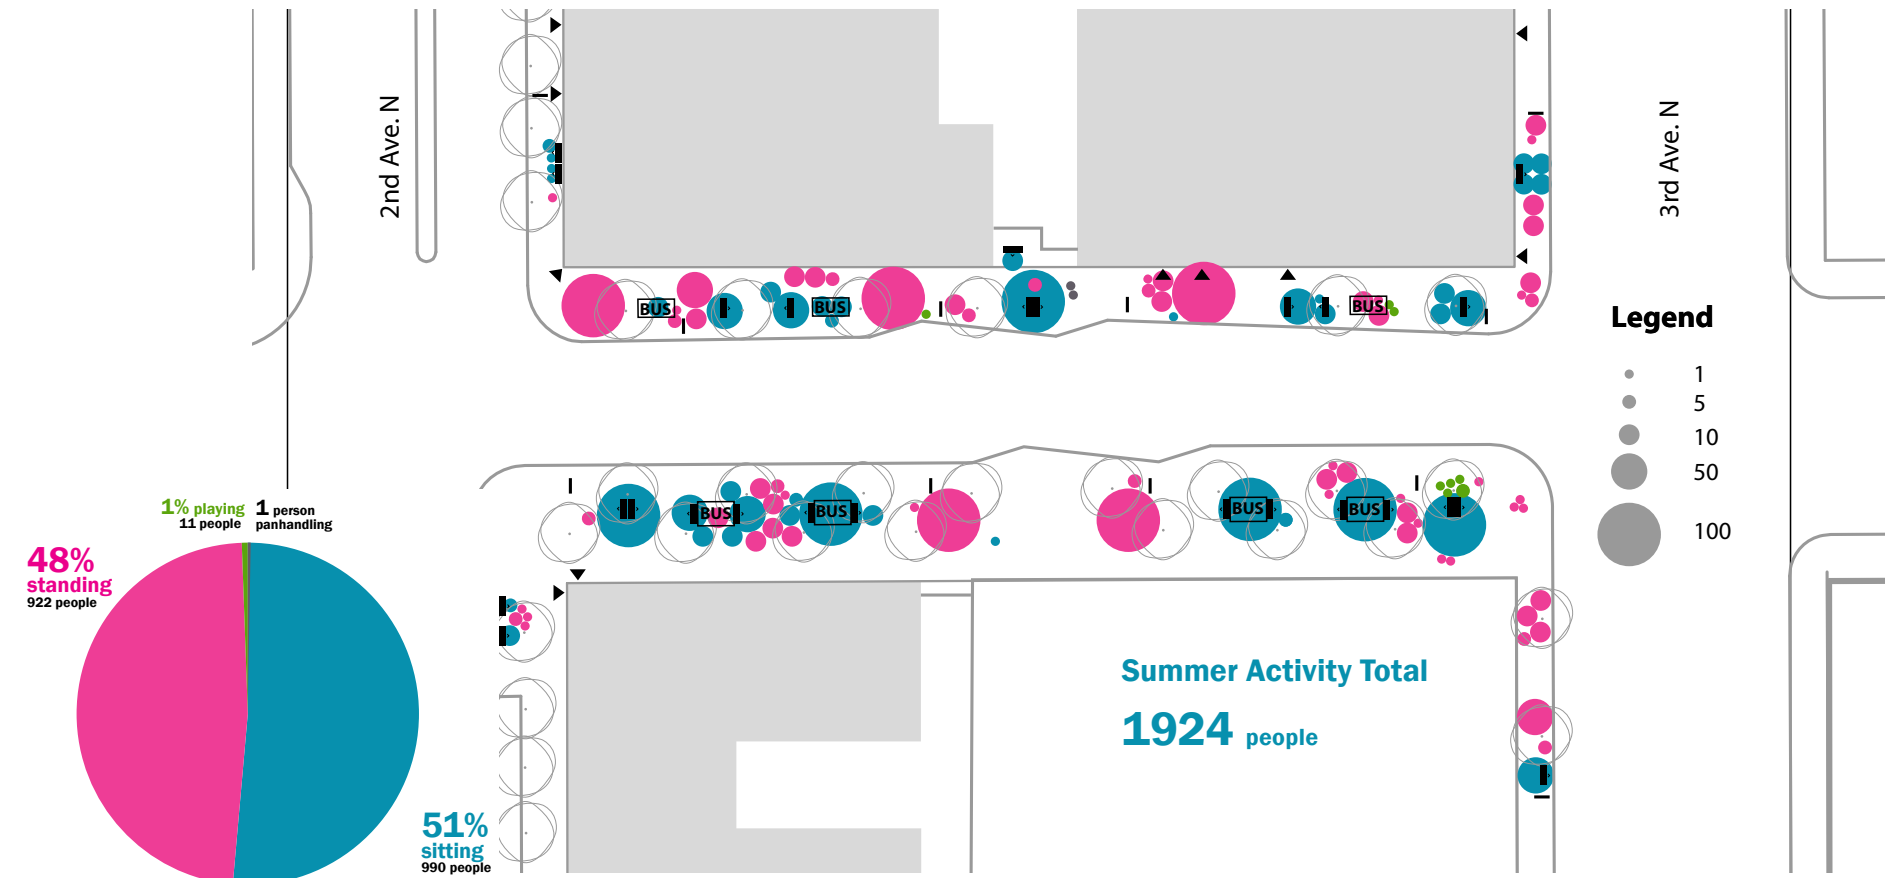 2nd Ave. N
3rd Ave. N
BUS
BUS
BUS
Legend
1
5
10
50
100
BUS
BUS
BUS
BUS
1% playing
11 people
1 person
panhandling
48%
standing
922 people
Summer Activity Total
1924 people
51%
sitting
990 people